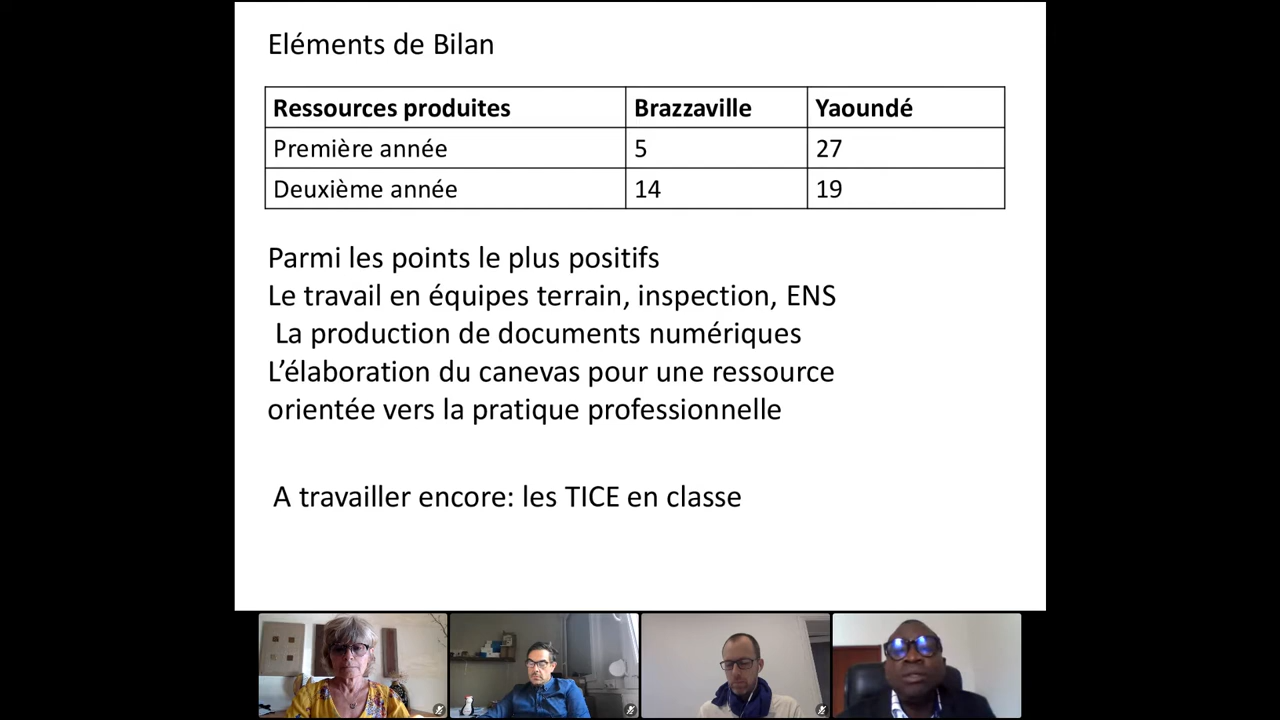 Eléments de Bilan
Ressources produites Brazzaville Yaoundé
Première année 5 27
Deuxième année 14 19
Parmi les points le plus positifs
Le travail en équipes terrain, inspection, ENS
La production de documents numériques
L’élaboration du canevas pour une ressource
orientée vers la pratique professionnelle
A travailler encore: les TICE en classe